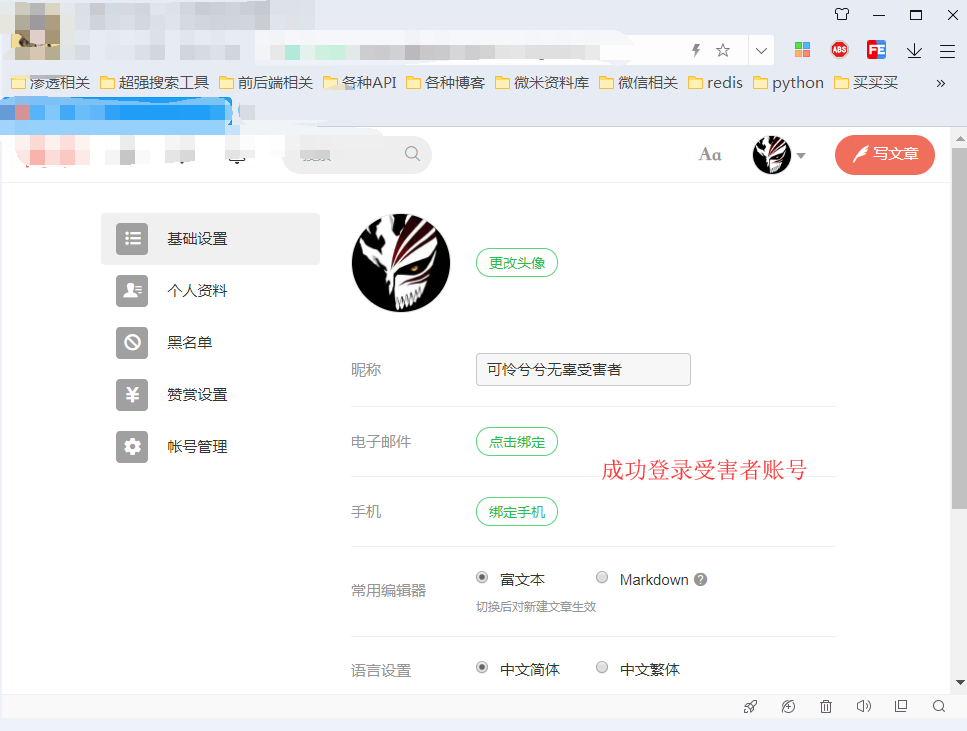 ABS
FE
渗透相关 超强搜索工具 前后端相关 各种API 各种博客 微米资料库 微信相关 redis python 买买买 »
Aa 写文章
基础设置
个人资料
黑名单
赞赏设置
帐号管理
更改头像
昵称 可怜兮兮无辜受害者
电子邮件 点击绑定
成功登录受害者账号
手机 绑定手机
常用编辑器 富文本 Markdown ?
切换后对新建文章生效
语言设置 中文简体 中文繁体